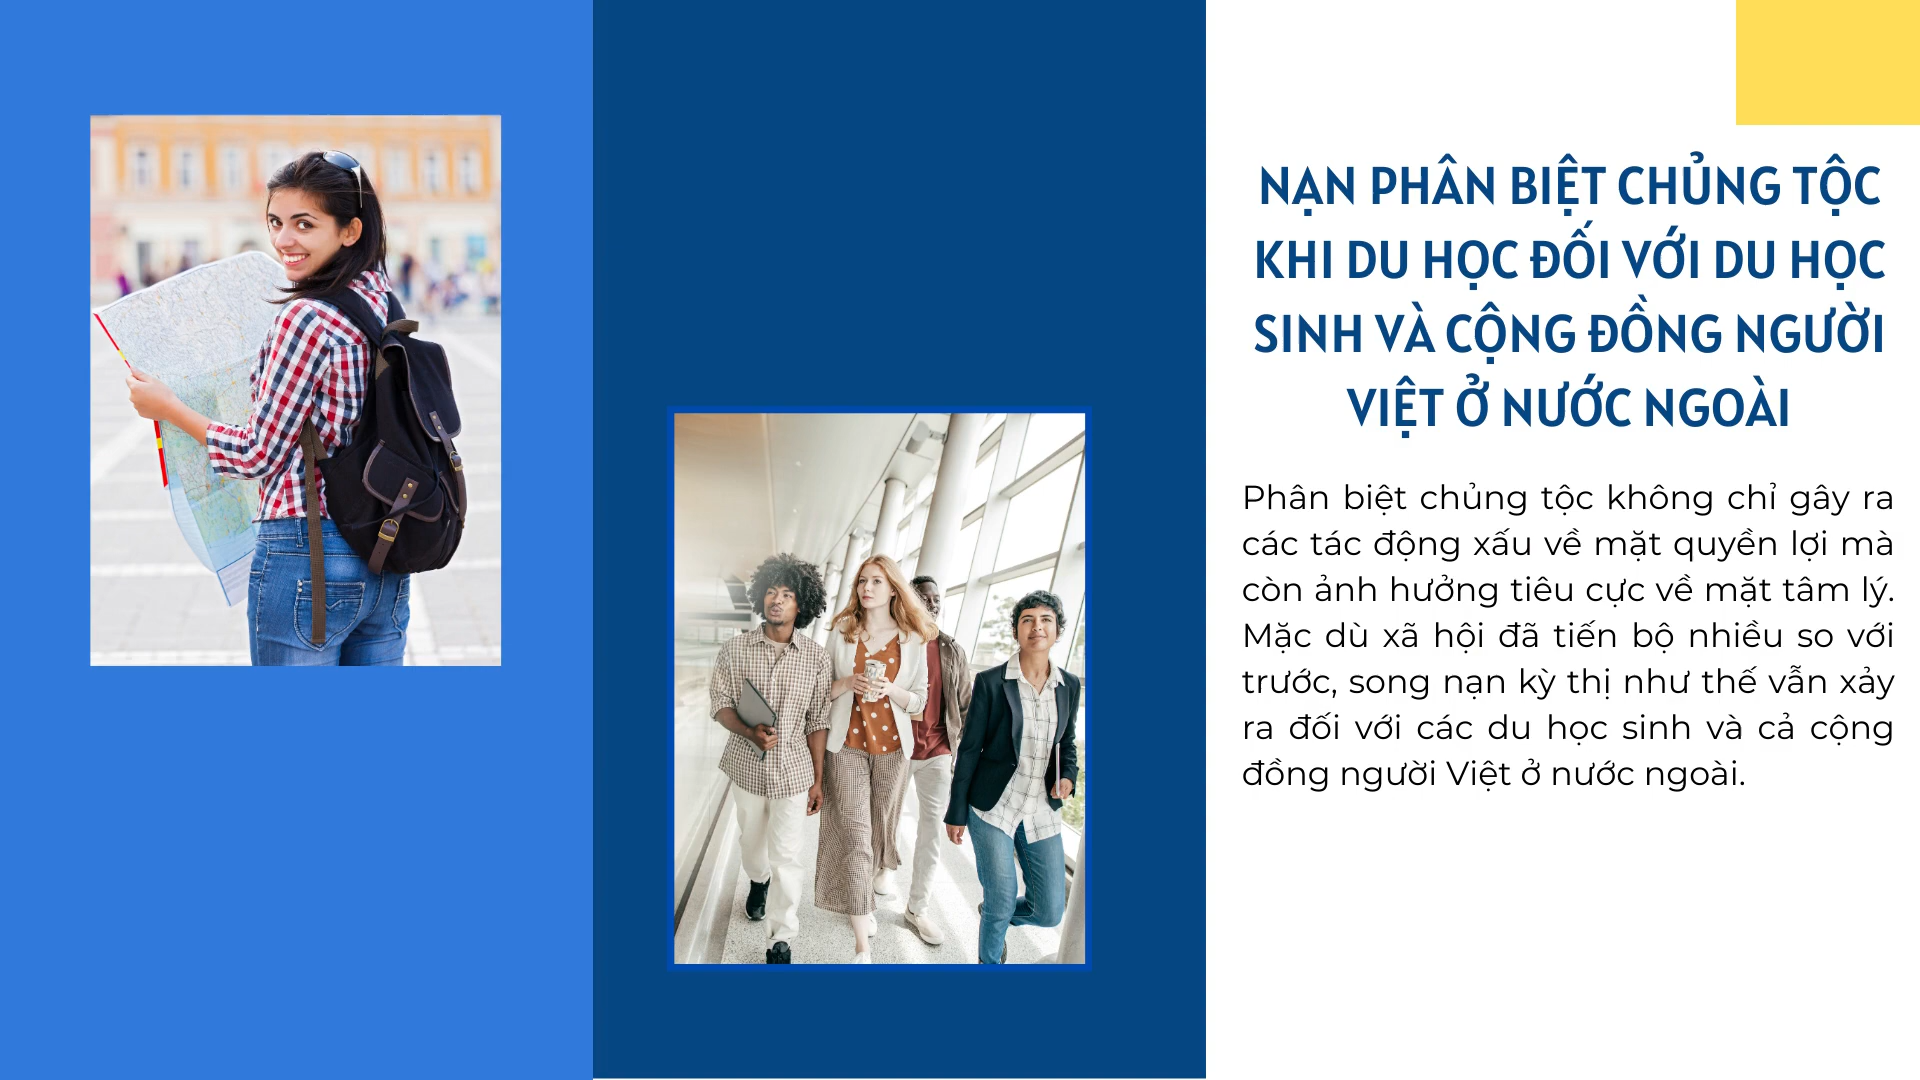 NẠN PHÂN BIỆT CHỦNG TỘC
KHI DU HỌC ĐỐI VỚI DU HỌC
SINH VÀ CỘNG ĐỒNG NGƯỜI
VIỆT Ở NƯỚC NGOÀI
Phân biệt chủng tộc không chỉ gây ra
các tác động xấu về mặt quyền lợi mà
còn ảnh hưởng tiêu cực về mặt tâm lý.
Mặc dù xã hội đã tiến bộ nhiều so với
trước, song nạn kỳ thị như thế vẫn xảy
ra đối với các du học sinh và cả cộng
đồng người Việt ở nước ngoài.